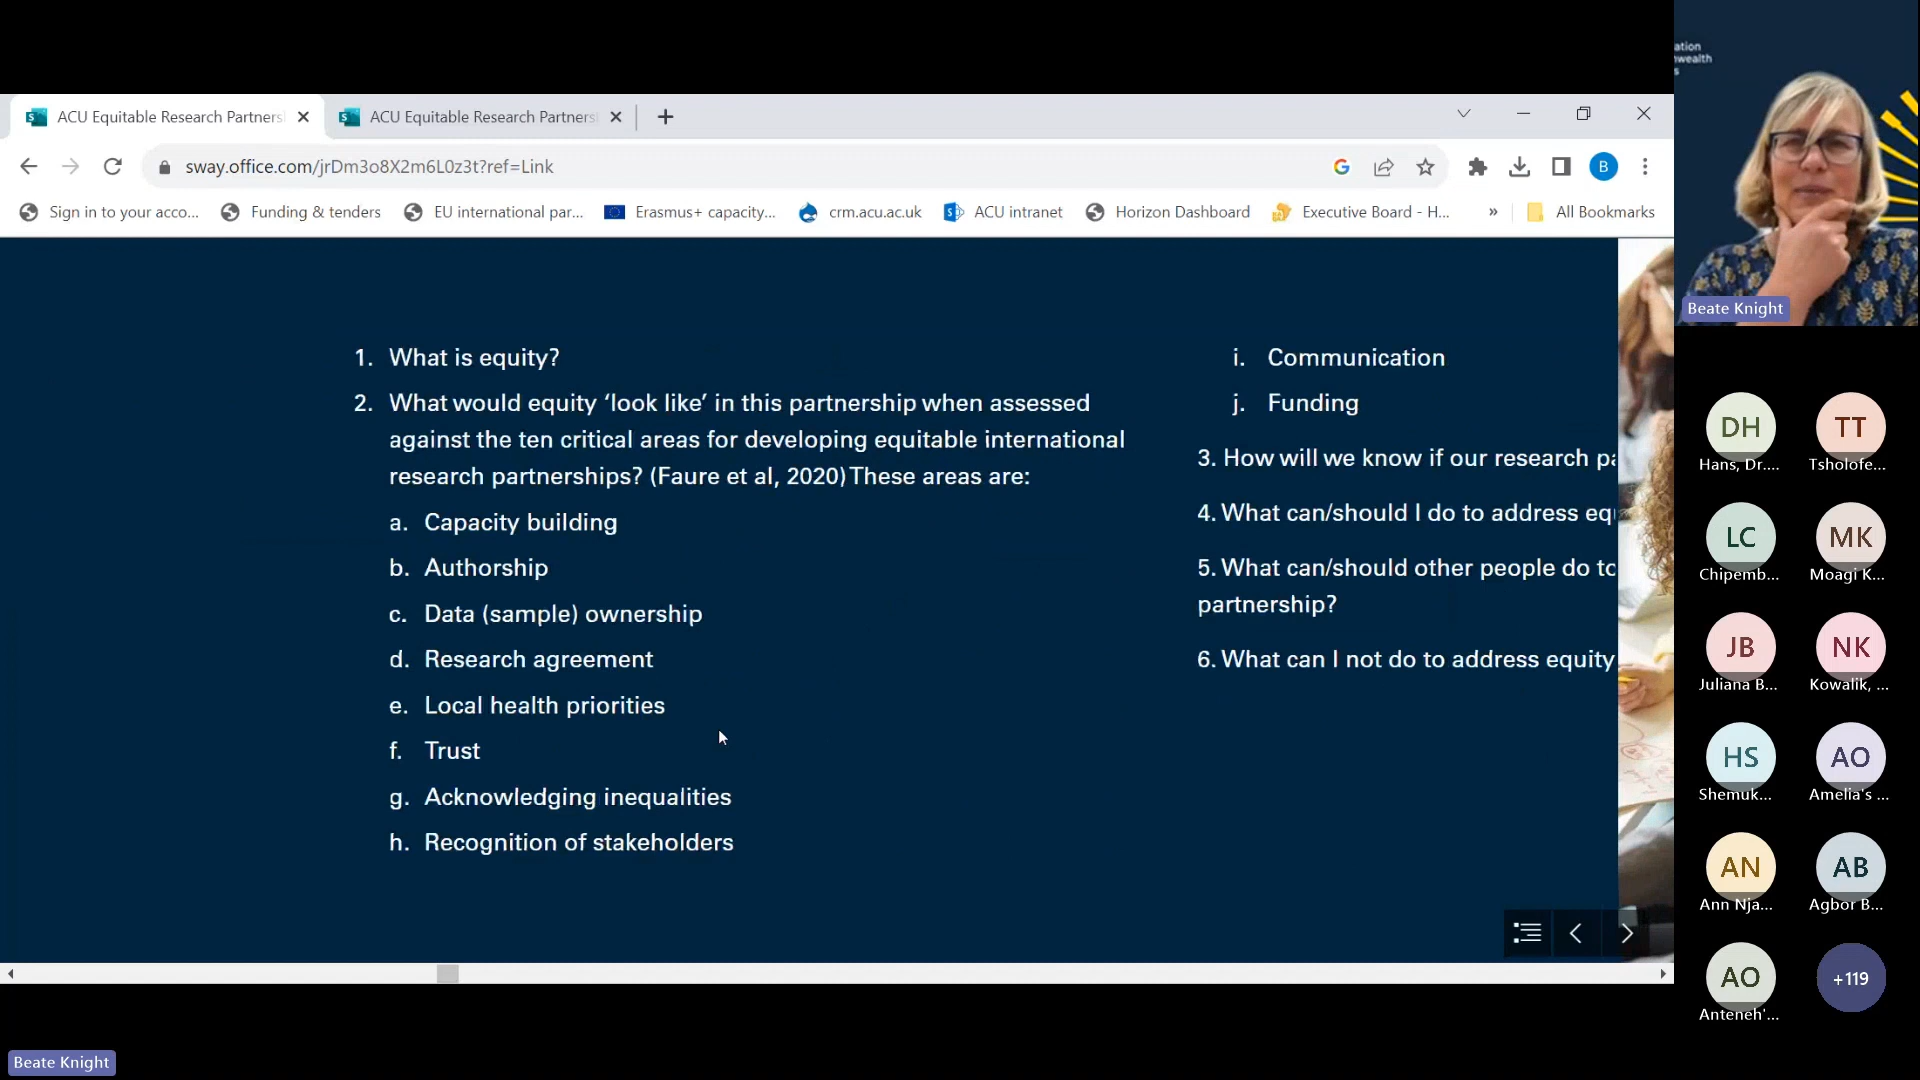 ation
wealth
s
ACU Equitable Research Partners
ACU Equitable Research Partners
sway.office.com/jrDm3o8X2m6L0z3t?ref=Link
B
Sign in to your acco...
Funding & tenders
EU international par...
Erasmus+ capacity...
crm.acu.ac.uk
ACU intranet
Horizon Dashboard
Executive Board - H...
»
All Bookmarks
1. What is equity?
2. What would equity ‘look like’ in this partnership when assessed
against the ten critical areas for developing equitable international
research partnerships? (Faure et al, 2020) These areas are:
a. Capacity building
b. Authorship
c. Data (sample) ownership
d. Research agreement
e. Local health priorities
f. Trust
g. Acknowledging inequalities
h. Recognition of stakeholders
i. Communication
j. Funding
3. How will we know if our research pa
4. What can/should I do to address equ
5. What can/should other people do to
partnership?
6. What can I not do to address equity
Beate Knight
DH
Hans, Dr....
TT
Tsholofe...
LC
Chipemb...
MK
Moagi K...
JB
Juliana B...
NK
Kowalik, ...
HS
Shemuk...
AO
Amelia's ...
AN
Ann Nja...
AB
Agbor B...
AO
Anteneh'...
+119
Beate Knight